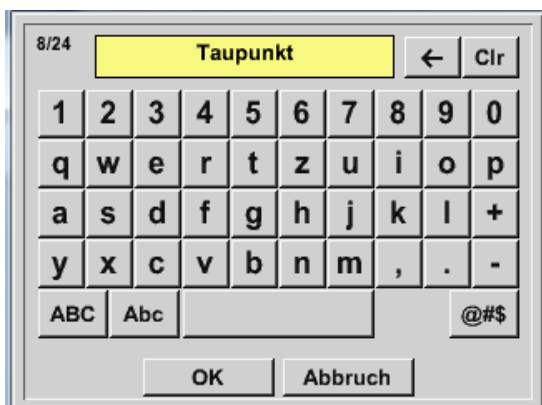 8/24 Taupunkt ← Clr
1 2 3 4 5 6 7 8 9 0
q w e r t z u i o p
a s d f g h j k l +
y x c v b n m , . -
ABC Abc @#$
OK Abbruch